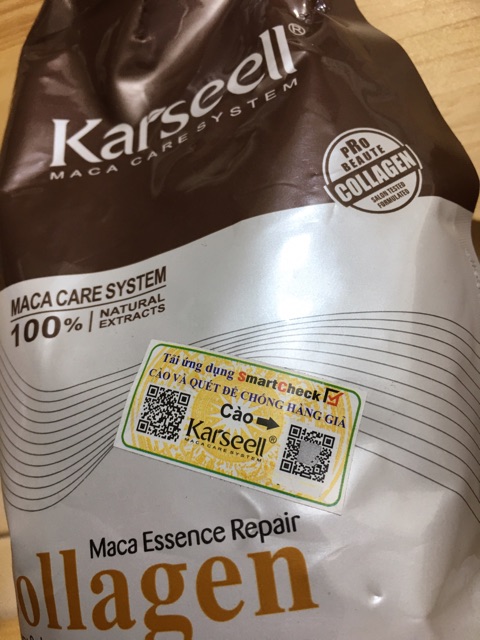 Karseell®
MACA CARE SYSTEM
PRO
BEAUTE
COLLAGEN
SALON TESTED
FORMULATED
MACA CARE SYSTEM
100% | NATURAL
EXTRACTS
Tải ứng dụng SmartCheck
CÀO VÀ QUÉT ĐỂ CHỐNG HÀNG GIẢ
Cào
Karseell®
MACA CARE SYSTEM
Maca Essence Repair
ollagen